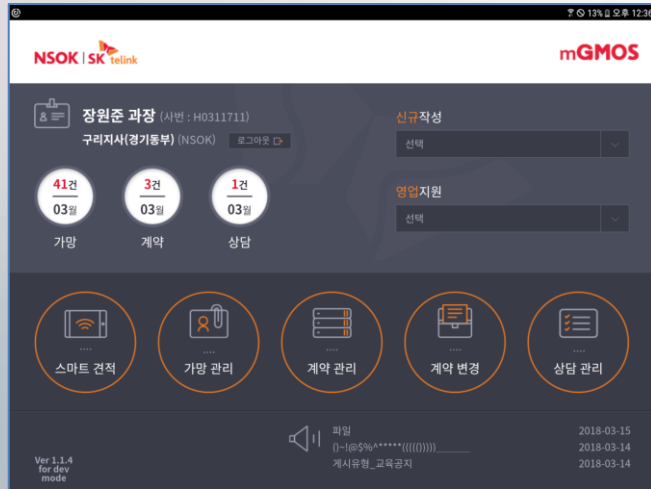 13% 오후 12:36
NSOK | SK telink
mGMOS
장원준 과장 (사번 : H0311711)
구리지사(경기동부) (NSOK) 로그아웃
41건
03월
가망
3건
03월
계약
1건
03월
상담
신규작성
선택
영업지원
선택
스마트 견적
가망 관리
계약 관리
계약 변경
상담 관리
파일 2018-03-15
()~!@$%^*****((((()))))______ 2018-03-14
게시유형_교육공지 2018-03-14
Ver 1.1.4
for dev
mode